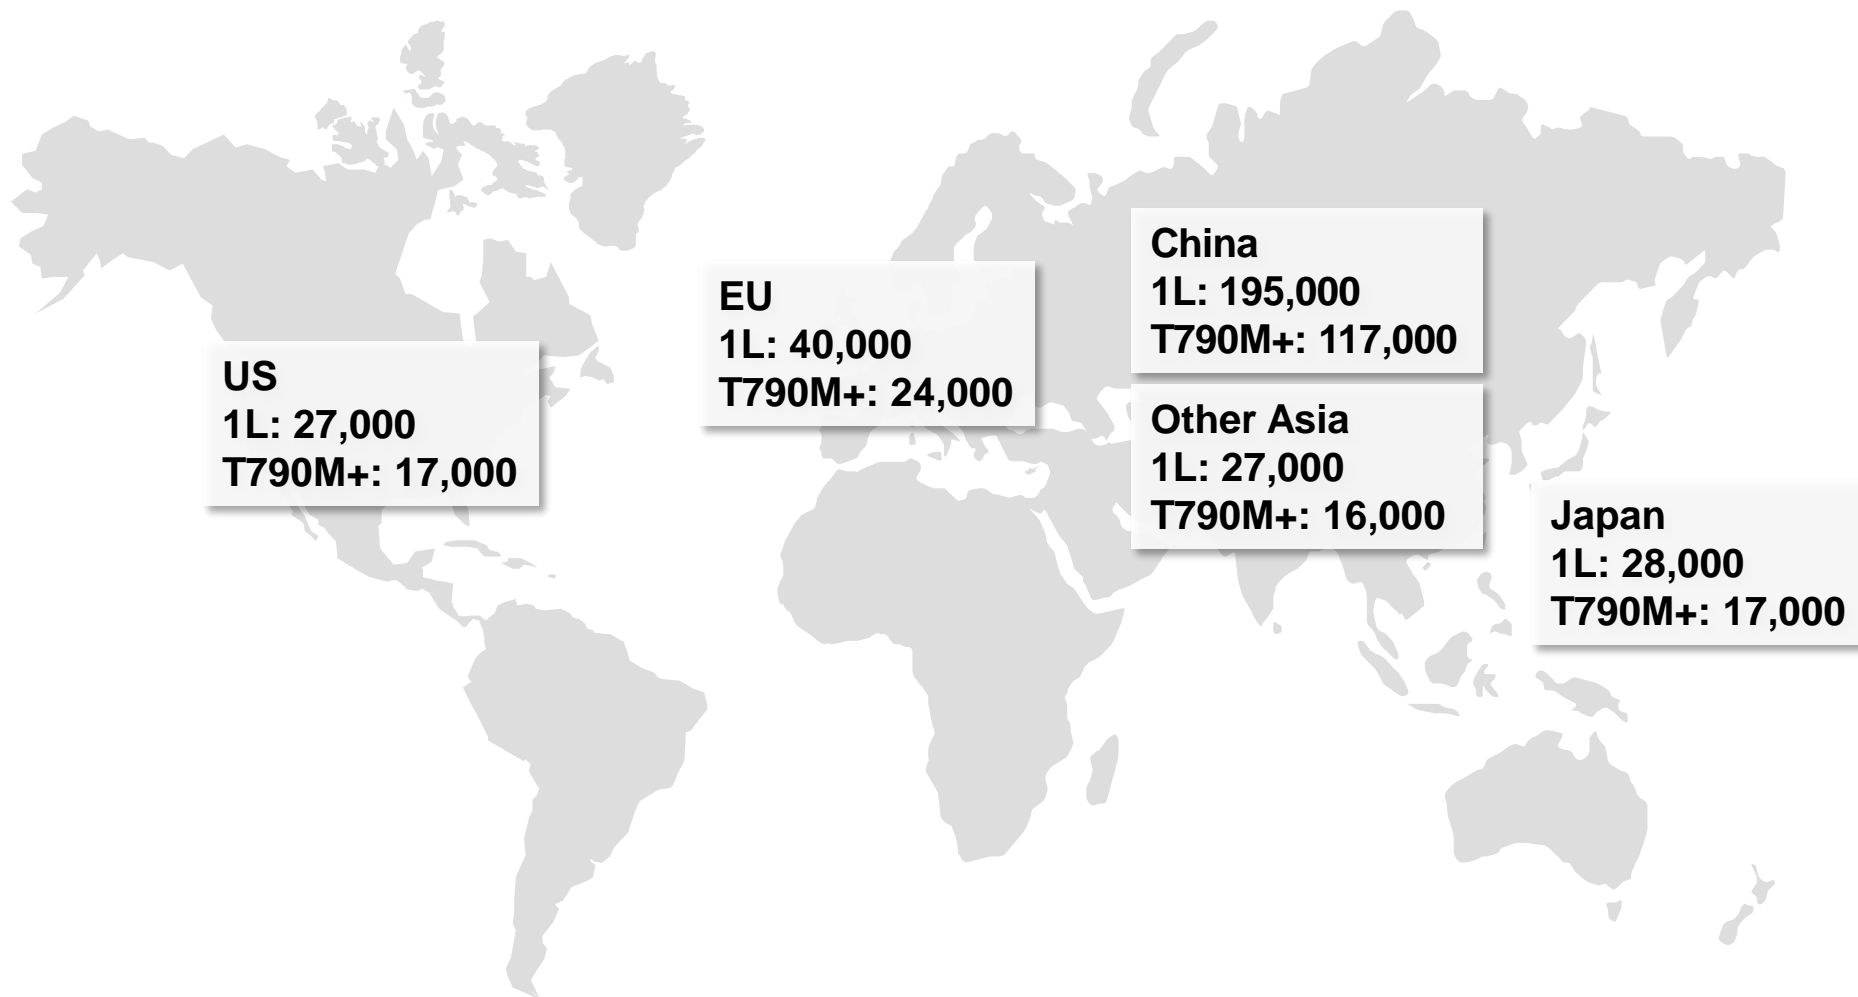 US
1L: 27,000
T790M+: 17,000
EU
1L: 40,000
T790M+: 24,000
China
1L: 195,000
T790M+: 117,000
Other Asia
1L: 27,000
T790M+: 16,000
Japan
1L: 28,000
T790M+: 17,000